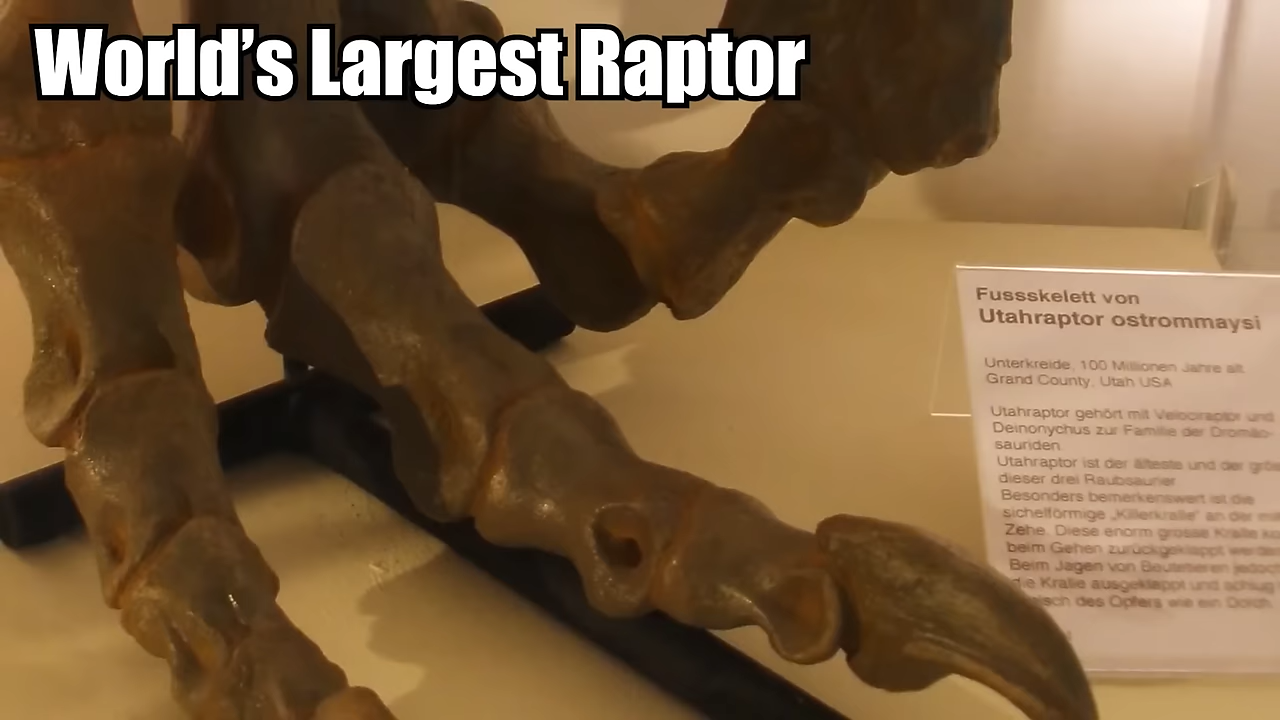 World's Largest Raptor
Fussskelett von
Utahraptor ostrommaysi
Unterkreide, 100 Millionen Jahre alt
Grand County, Utah USA
Utahraptor gehört mit Velociraptor und
Deinonychus zur Familie der Dromäo-
sauriden
Utahraptor ist der älteste und der
dieser drei Raubsaurier
Besonders bemerkenswert ist die
sichelförmige „Killerkralle“ an der
Zehe. Diese enorm grosse Kralle
beim Gehen zurückgeklappt
Beim Jagen von Beutetieren
die Kralle ausgeklappt und schlug
des Opfers wie ein Dolch